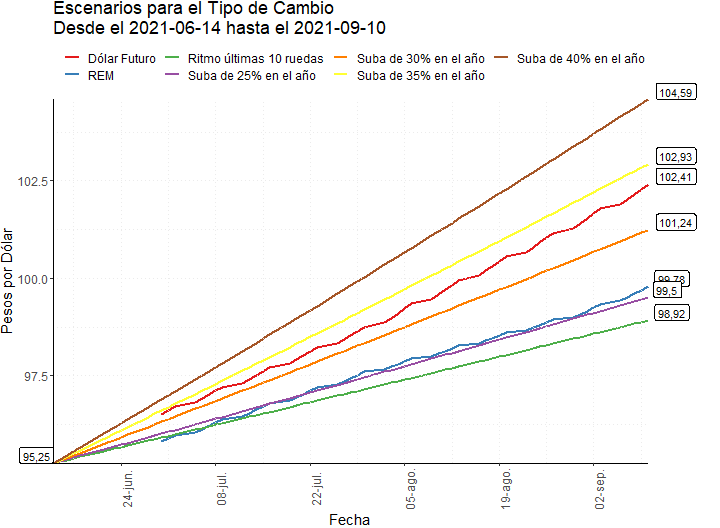 Escenarios para el Tipo de Cambio
Desde el 2021-06-14 hasta el 2021-09-10
Dólar Futuro
Ritmo últimas 10 ruedas
Suba de 30% en el año
Suba de 40% en el año
REM
Suba de 25% en el año
Suba de 35% en el año
104,59
102,93
102,41
101,24
99,78
99,5
98,92
95,25
102.5
100.0
97.5
Pesos por Dólar
24-jun.
08-jul.
22-jul.
05-ago.
19-ago.
02-sep.
Fecha